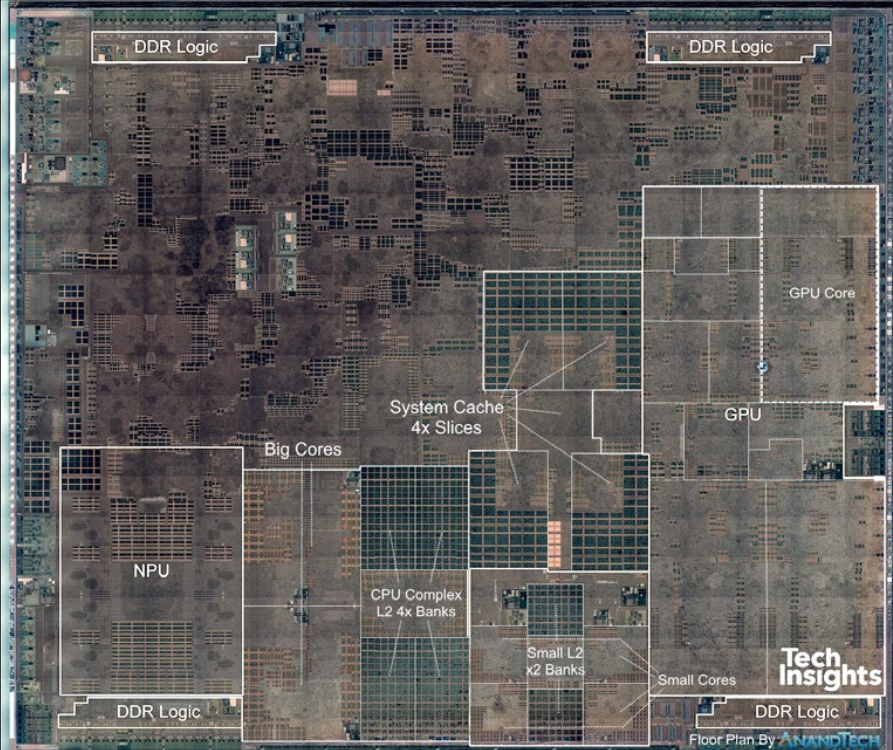 DDR Logic
DDR Logic
GPU Core
System Cache
4x Slices
GPU
Big Cores
NPU
CPU Complex
L2 4x Banks
Small L2
x2 Banks
Small Cores
Tech
Insights
DDR Logic
DDR Logic
Floor Plan By ANANDTECH